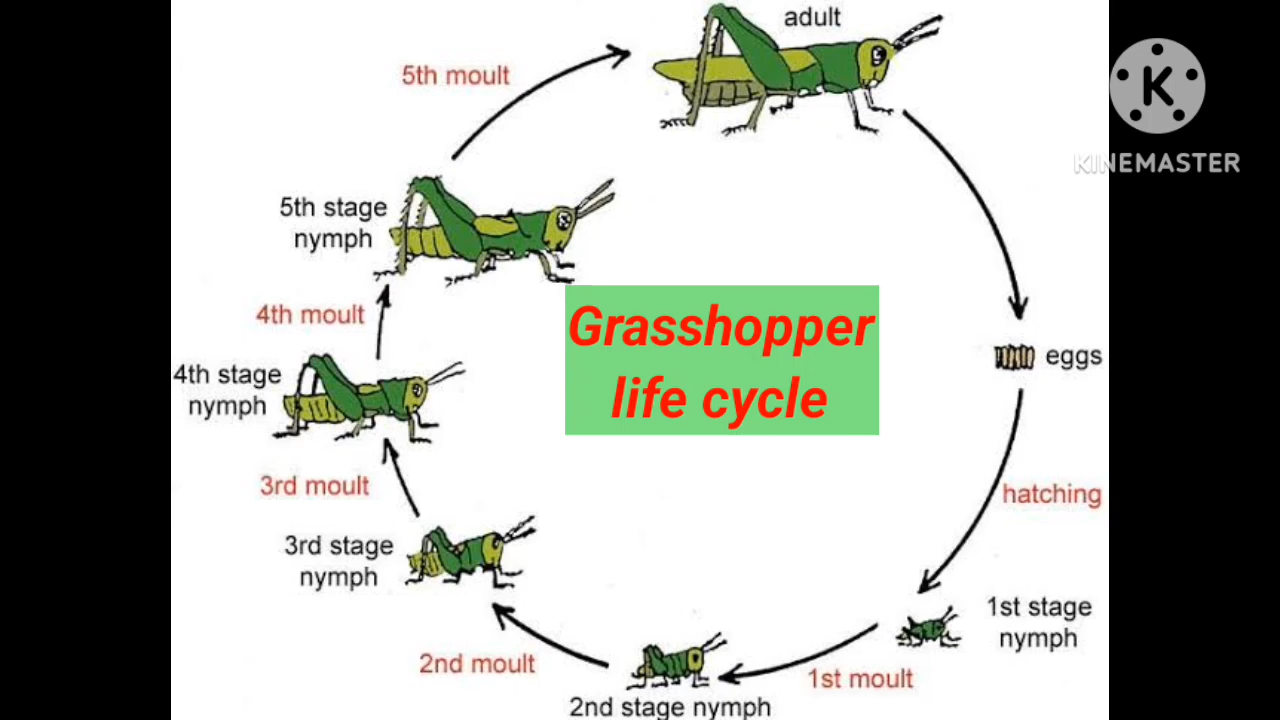 adult
5th moult
K
KINEMASTER
5th stage
nymph
4th moult
Grasshopper
life cycle
eggs
4th stage
nymph
3rd moult
hatching
3rd stage
nymph
1st stage
nymph
2nd moult
1st moult
2nd stage nymph